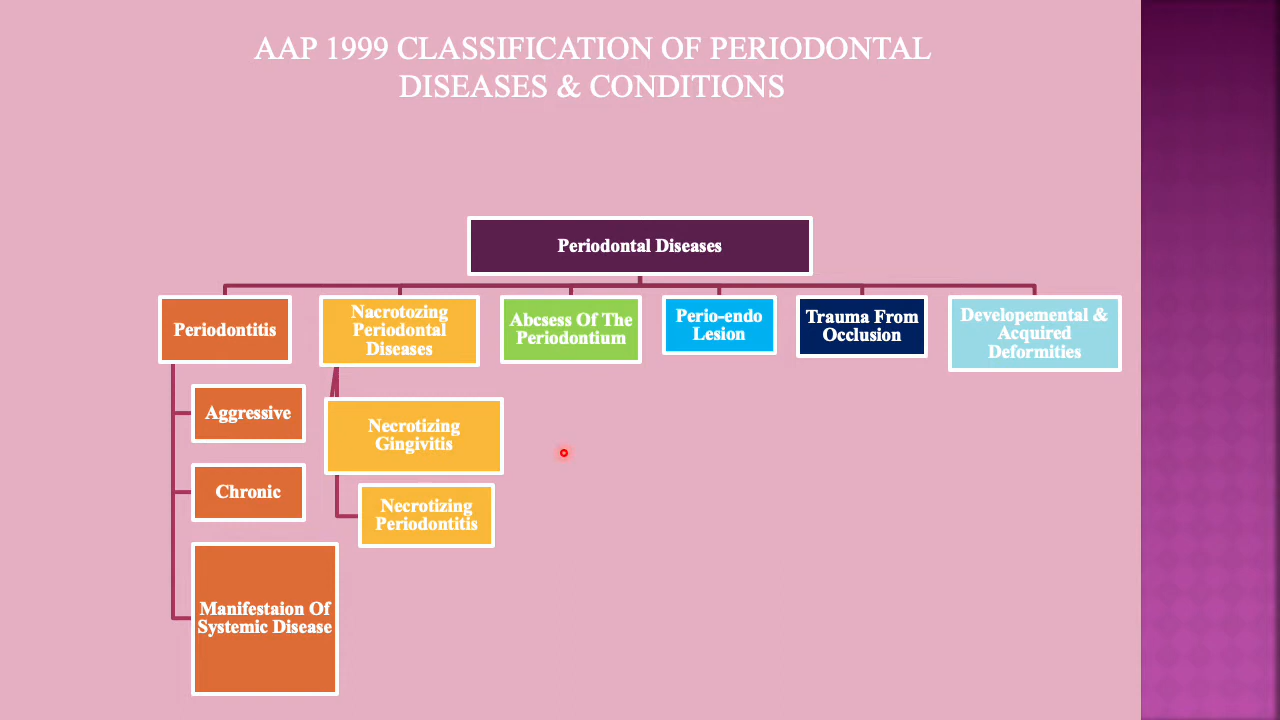 AAP 1999 CLASSIFICATION OF PERIODONTAL
DISEASES & CONDITIONS
Periodontal Diseases
Periodontitis
Aggressive
Chronic
Manifestaion Of
Systemic Disease
Nacrotozing
Periodontal
Diseases
Necrotizing
Gingivitis
Necrotizing
Periodontitis
Abcsess Of The
Periodontium
Perio-endo
Lesion
Trauma From
Occlusion
Developemental &
Acquired
Deformities